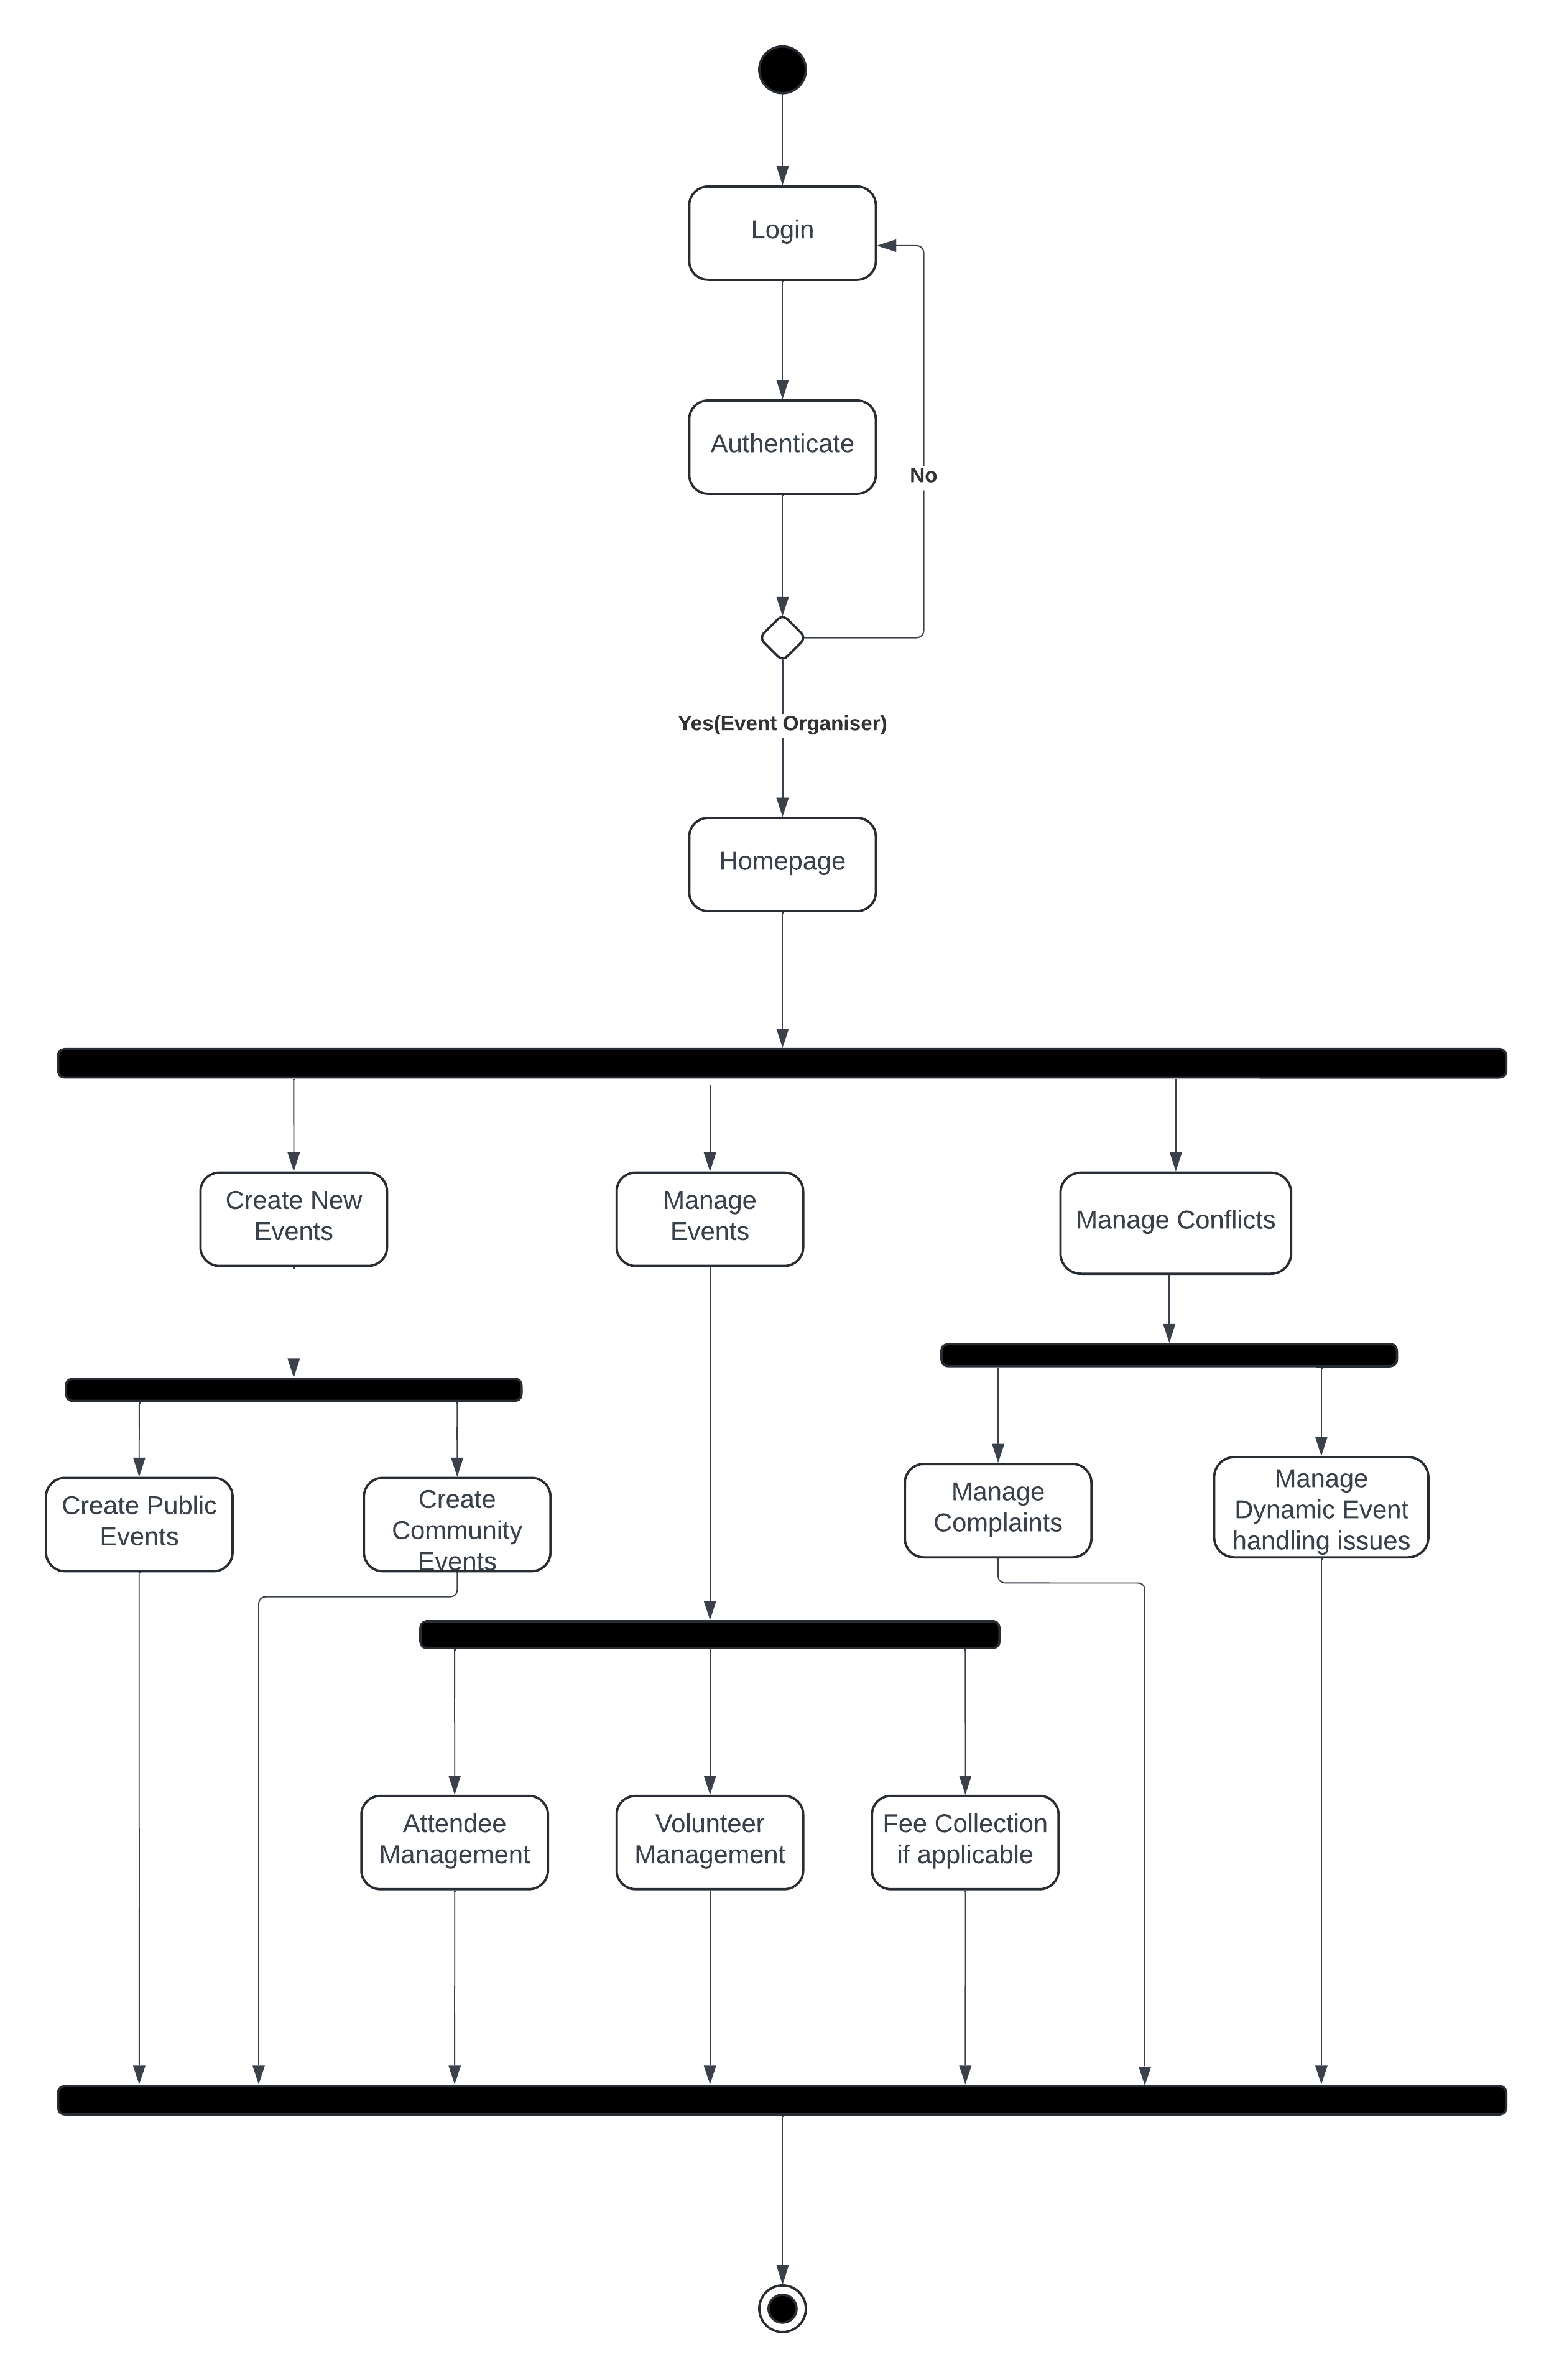 Login
Authenticate
No
Yes(Event Organiser)
Homepage
Create New
Events
Manage
Events
Manage Conflicts
Create Public
Events
Create
Community
Events
Manage
Complaints
Manage
Dynamic Event
handling issues
Attendee
Management
Volunteer
Management
Fee Collection
if applicable